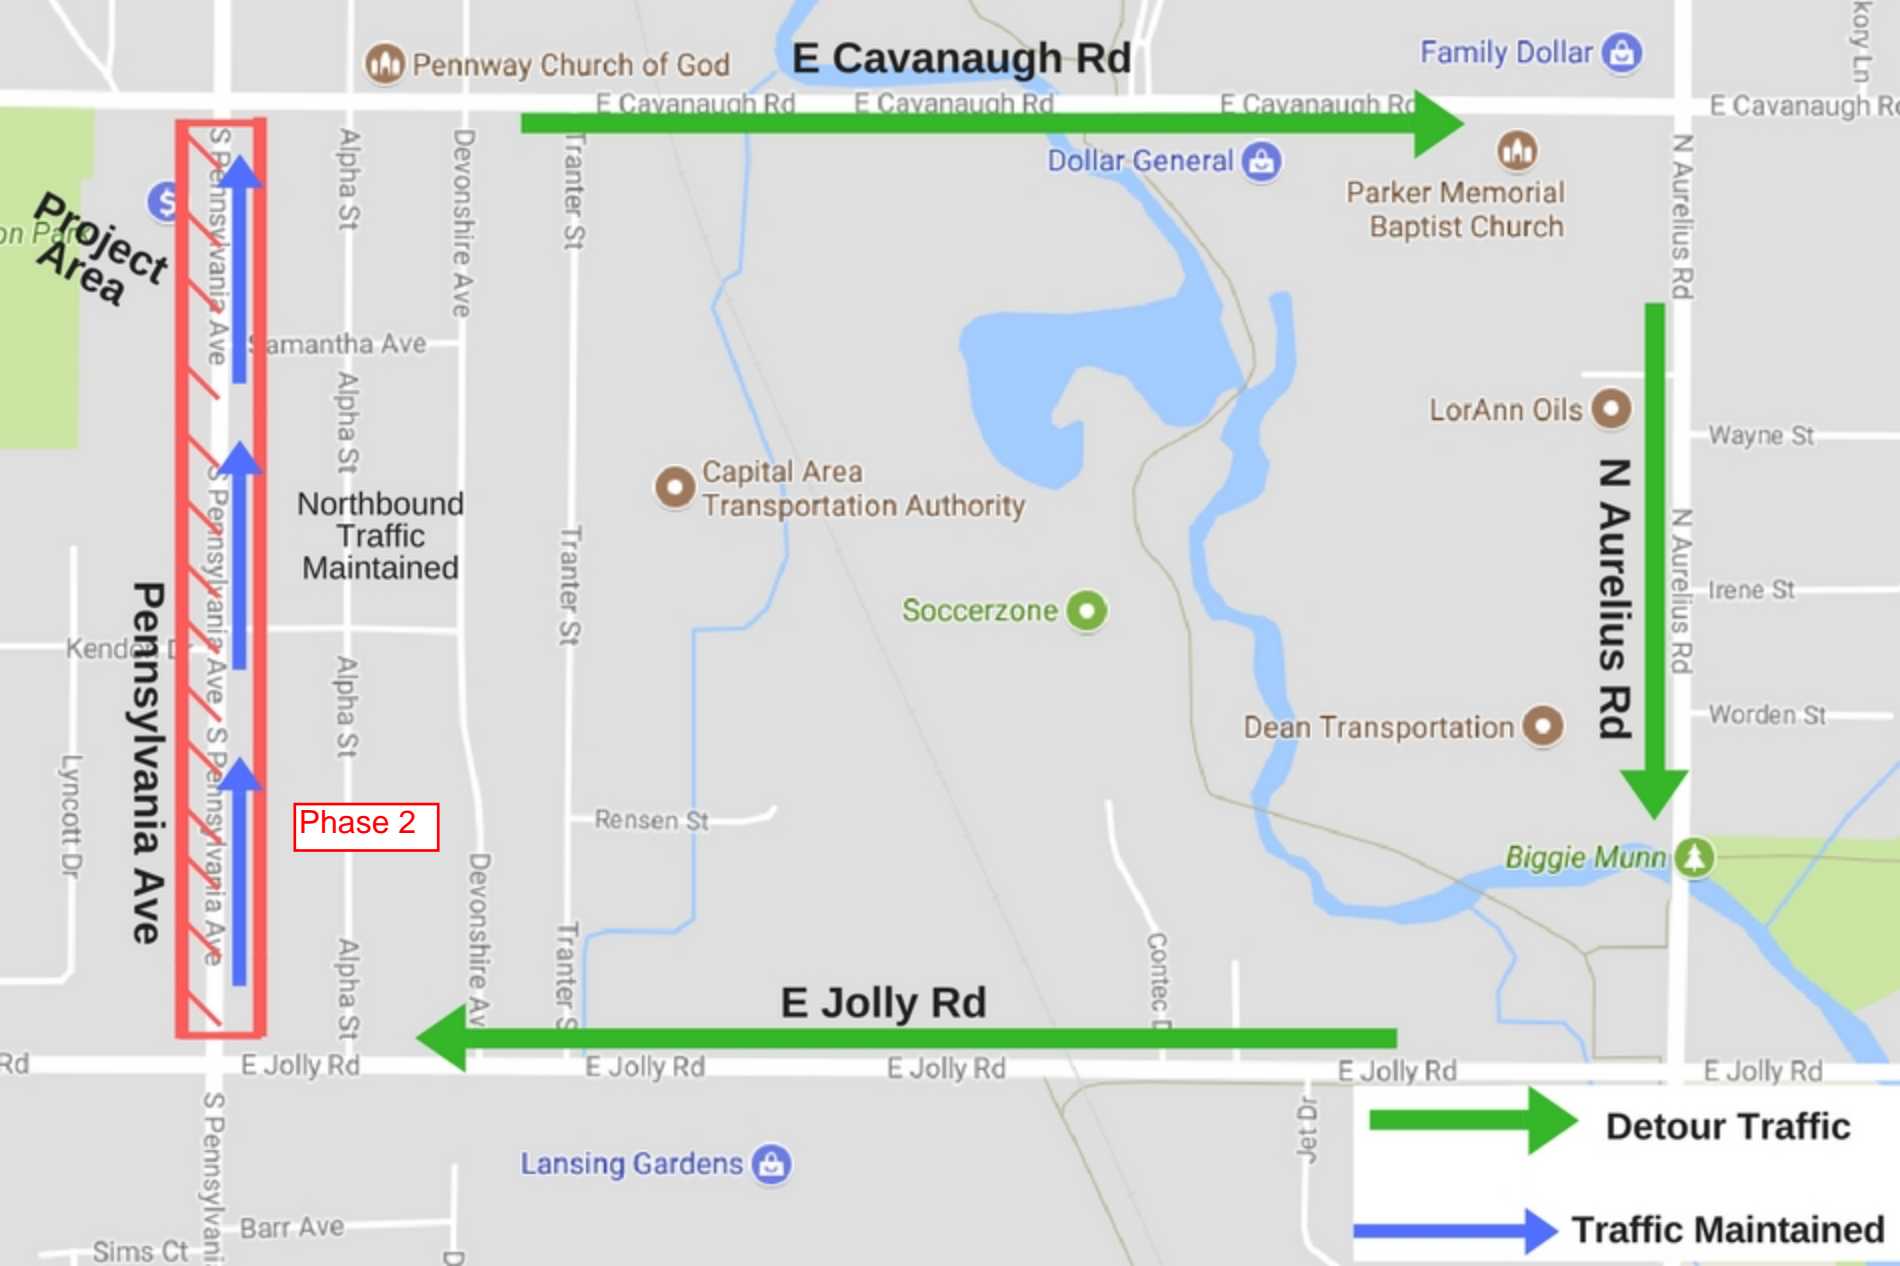 Pennway Church of God
E Cavanaugh Rd
Family Dollar
E Cavanaugh Rd
E Cavanaugh Rd
E Cavanaugh Rd
E Cavanaugh Rd
S Pennsylvania Ave
Alpha St
Devonshire Ave
Tranter St
Dollar General
Parker Memorial
Baptist Church
N Aurelius Rd
Project
Area
Samantha Ave
Alpha St
LorAnn Oils
Wayne St
Capital Area
Transportation Authority
Northbound
Traffic
Maintained
S Pennsylvania Ave
Tranter St
N Aurelius Rd
N Aurelius Rd
Irene St
Soccerzone
Pennsylvania Ave
Alpha St
Worden St
Dean Transportation
Lyncott Dr
S Pennsylvania Ave
Phase 2
Rensen St
Biggie Munn
Devonshire Av
Alpha St
Tranter S
Contec D
E Jolly Rd
Rd
E Jolly Rd
E Jolly Rd
E Jolly Rd
E Jolly Rd
E Jolly Rd
S Pennsylvani
Jet Dr
Detour Traffic
Lansing Gardens
Barr Ave
Traffic Maintained
Sims Ct
D